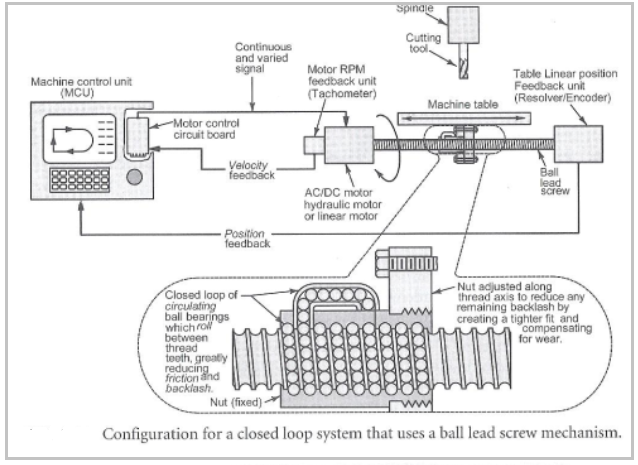 Spindle
Cutting
tool
Continuous
and varied
signal
Motor RPM
feedback unit
(Tachometer)
Table Linear position
Feedback unit
(Resolver/Encoder)
Machine control unit
(MCU)
Machine table
Motor control
circuit board
Velocity
feedback
AC/DC motor
hydraulic motor
or linear motor
Ball
lead
screw
Position
feedback
Closed loop of
circulating
ball bearings
which roll
between
thread
teeth, greatly
reducing
friction and
backlash.
Nut (fixed)
Nut adjusted along
thread axis to reduce any
remaining backlash by
creating a tighter fit and
compensating
for wear.
Configuration for a closed loop system that uses a ball lead screw mechanism.